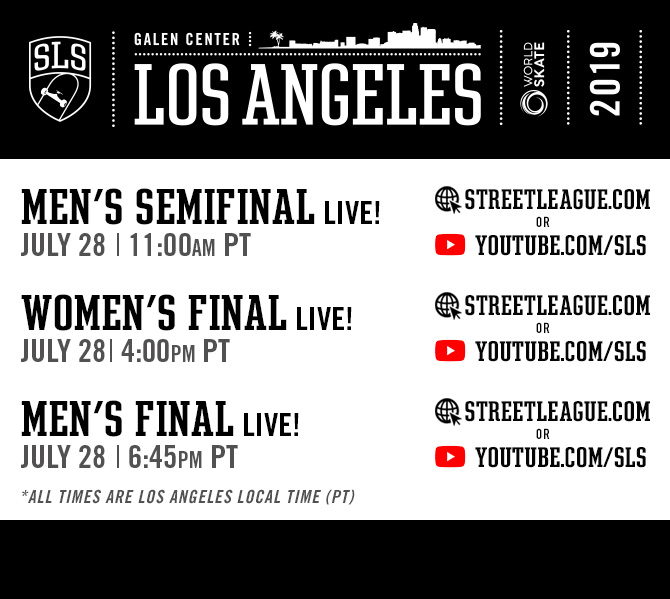 SLS
GALEN CENTER
LOS ANGELES
WORLD
SKATE
2019
MEN'S SEMIFINAL LIVE!
JULY 28 | 11:00AM PT
STREETLEAGUE.COM
OR
YOUTUBE.COM/SLS
WOMEN'S FINAL LIVE!
JULY 28| 4:00PM PT
STREETLEAGUE.COM
OR
YOUTUBE.COM/SLS
MEN'S FINAL LIVE!
JULY 28 | 6:45PM PT
STREETLEAGUE.COM
OR
YOUTUBE.COM/SLS
*ALL TIMES ARE LOS ANGELES LOCAL TIME (PT)